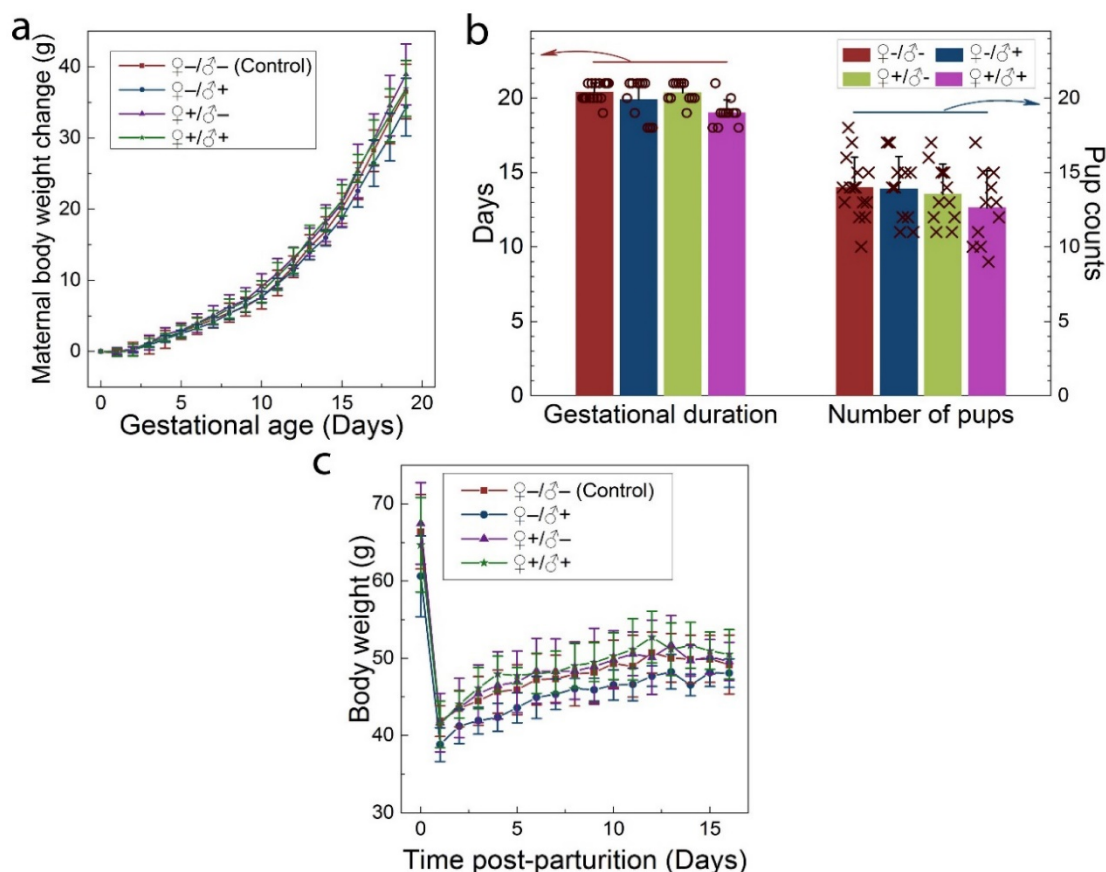 a
Maternal body weight change (g)
40
30
20
10
0
0 5 10 15 20
Gestational age (Days)
♀–/♂– (Control)
♀–/♂+
♀+/♂–
♀+/♂+
b
Days
20
15
10
5
0
♀-/♂- ♀-/♂+
♀+/♂- ♀+/♂+
20
15
10
5
0
Pup counts
Gestational duration Number of pups
c
Body weight (g)
70
60
50
40
30
0 5 10 15
Time post-parturition (Days)
♀–/♂– (Control)
♀–/♂+
♀+/♂–
♀+/♂+